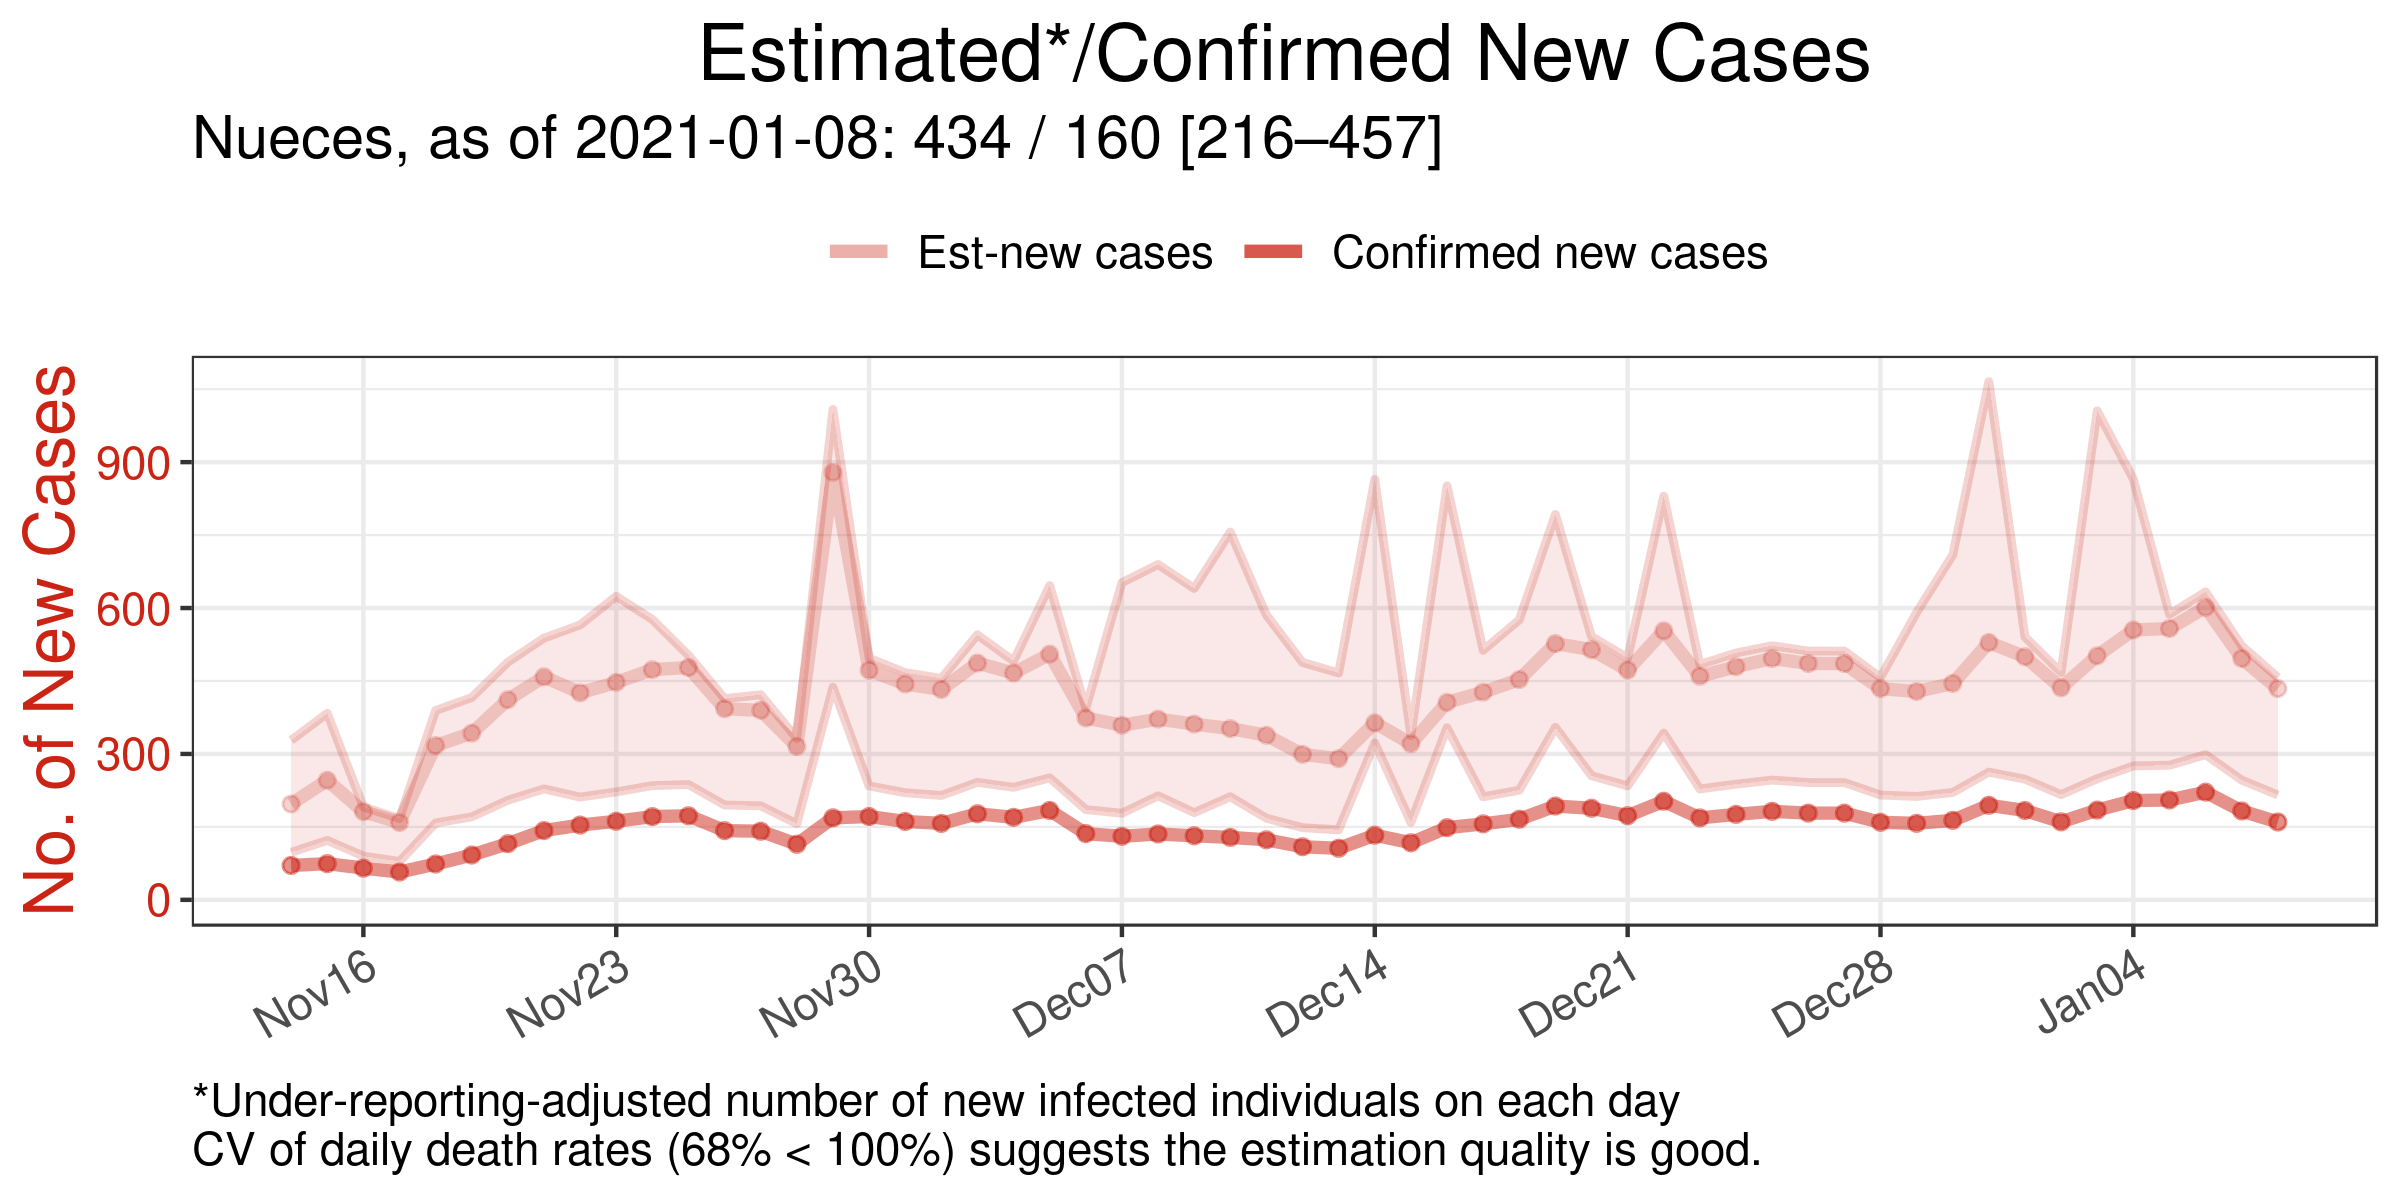 Estimated*/Confirmed New Cases
Nueces, as of 2021-01-08: 434 / 160 [216–457]
Est-new cases Confirmed new cases
No. of New Cases
900
600
300
0
Nov16 Nov23 Nov30 Dec07 Dec14 Dec21 Dec28 Jan04
*Under-reporting-adjusted number of new infected individuals on each day
CV of daily death rates (68% < 100%) suggests the estimation quality is good.